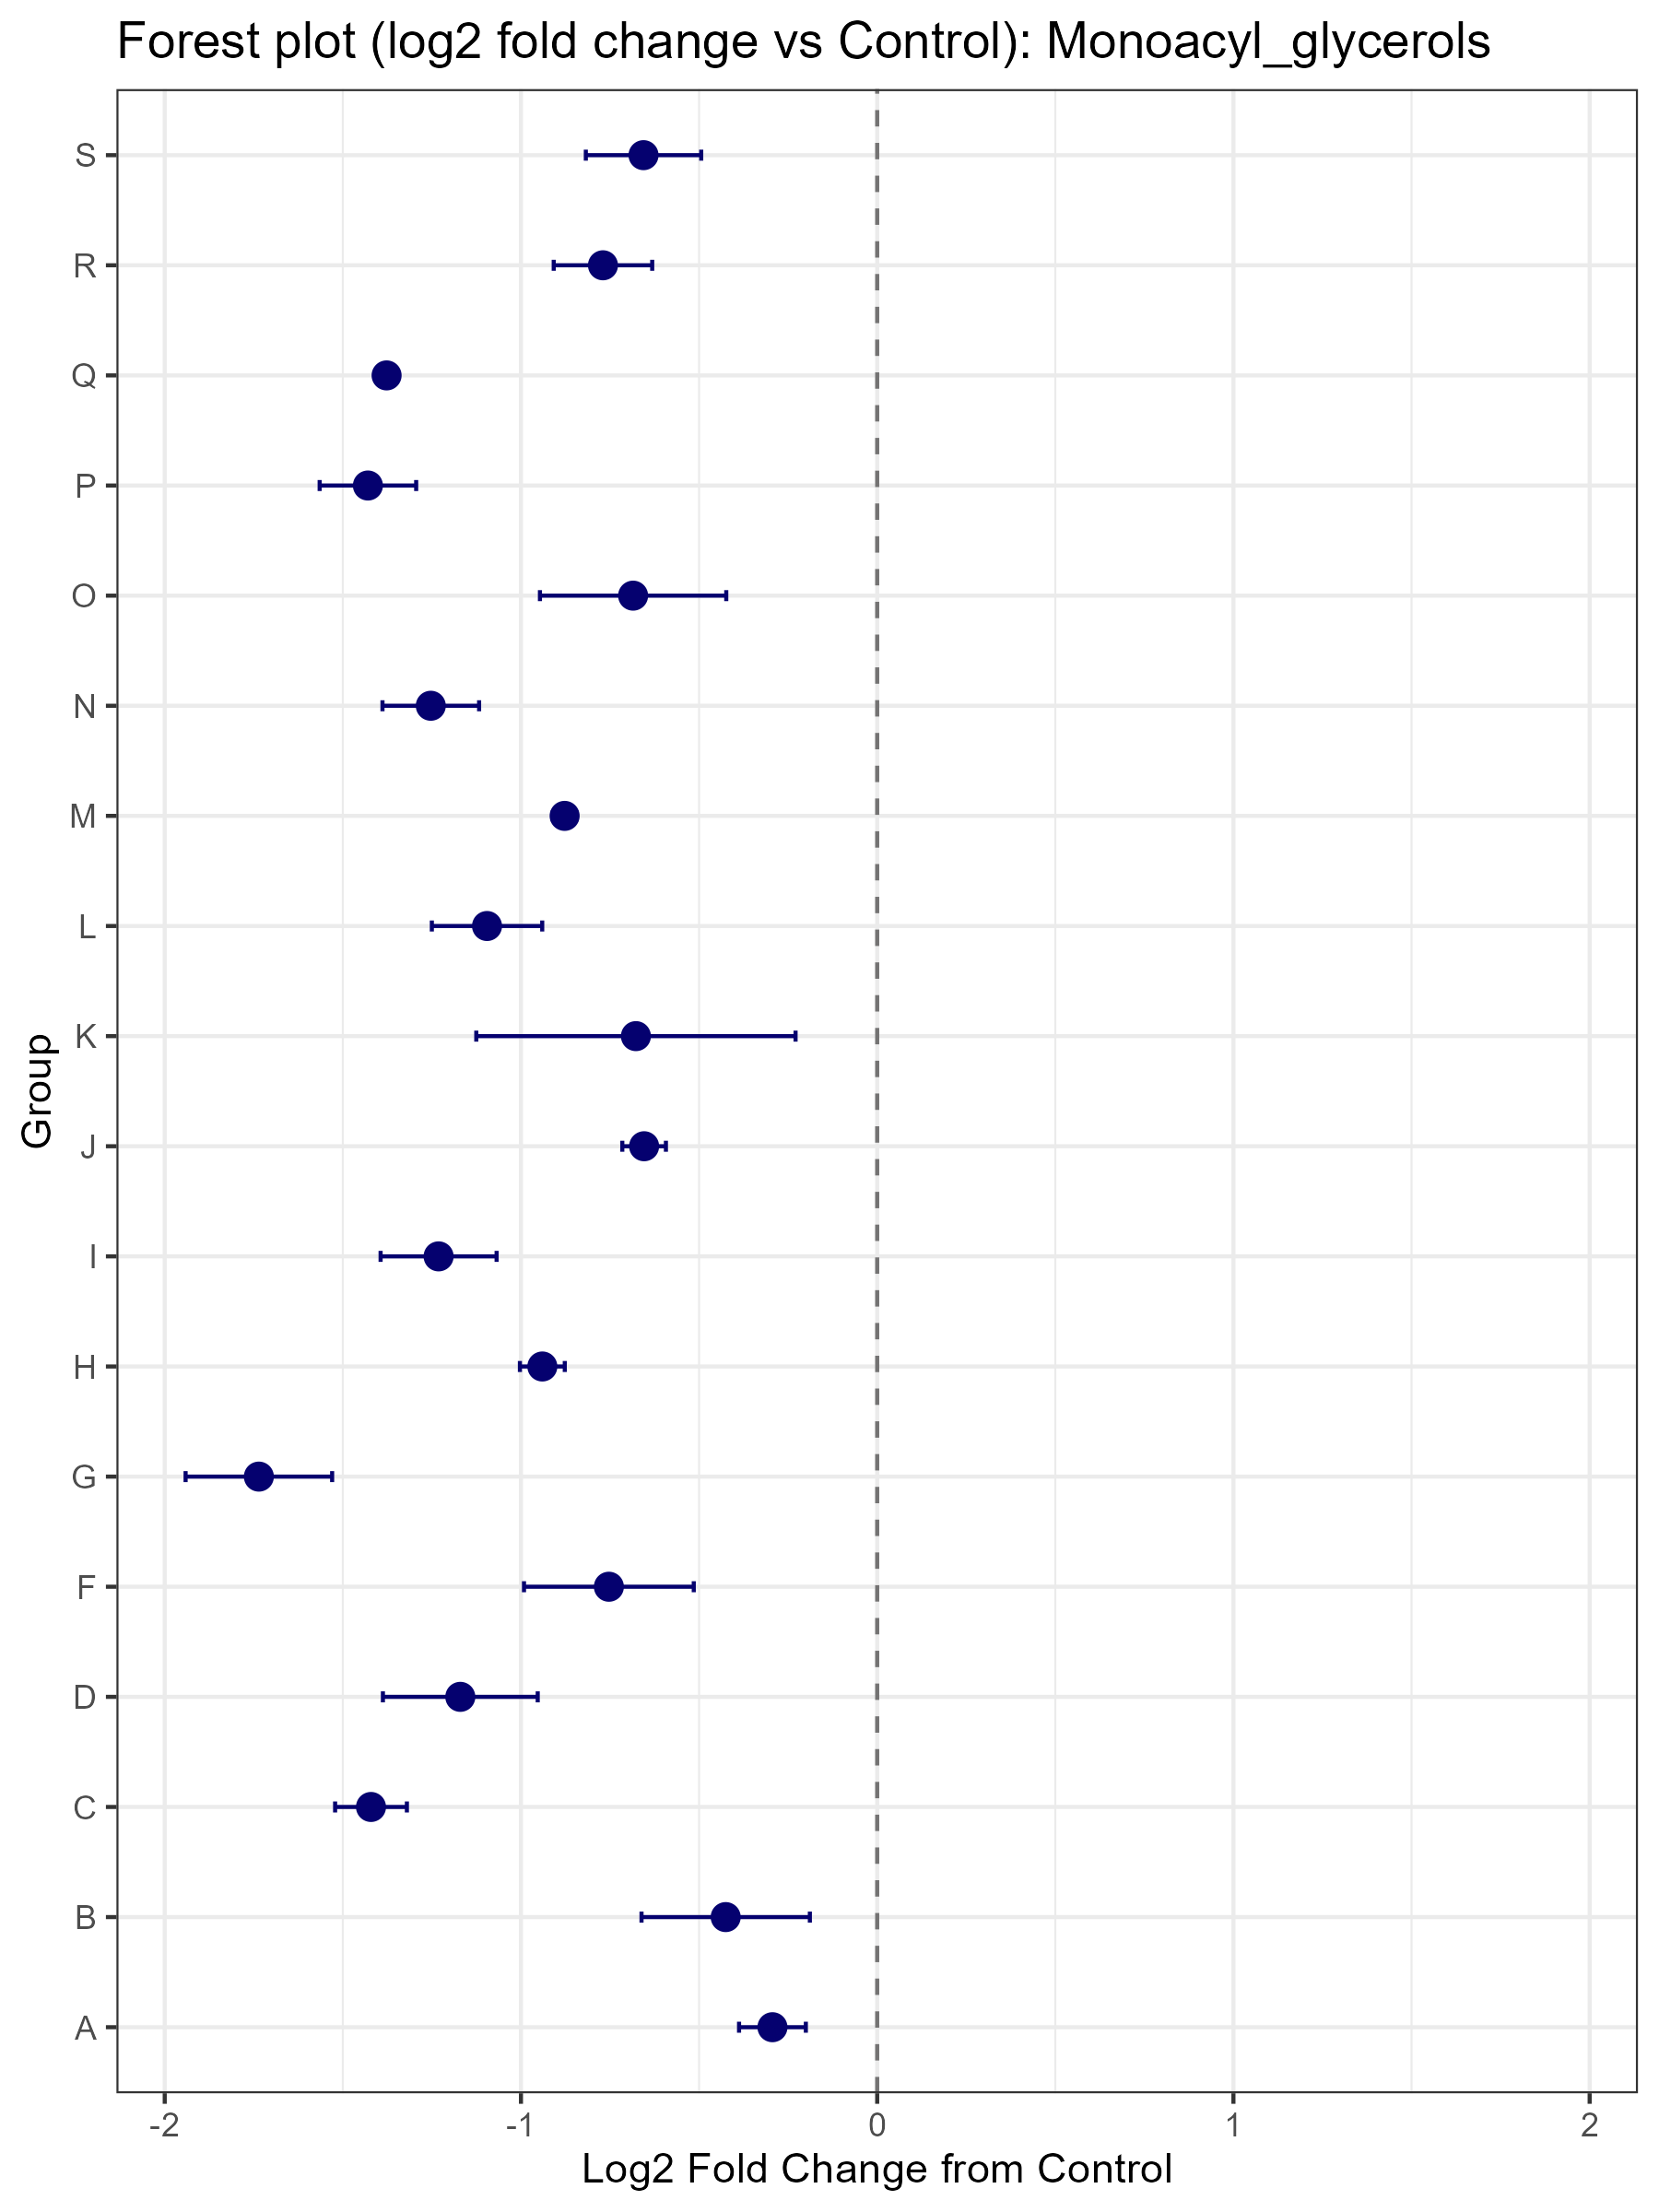 Forest plot (log2 fold change vs Control): Monoacyl_glycerols
S
R
Q
P
O
N
M
L
K
J
I
H
G
F
D
C
B
A
Group
-2 -1 0 1 2
Log2 Fold Change from Control